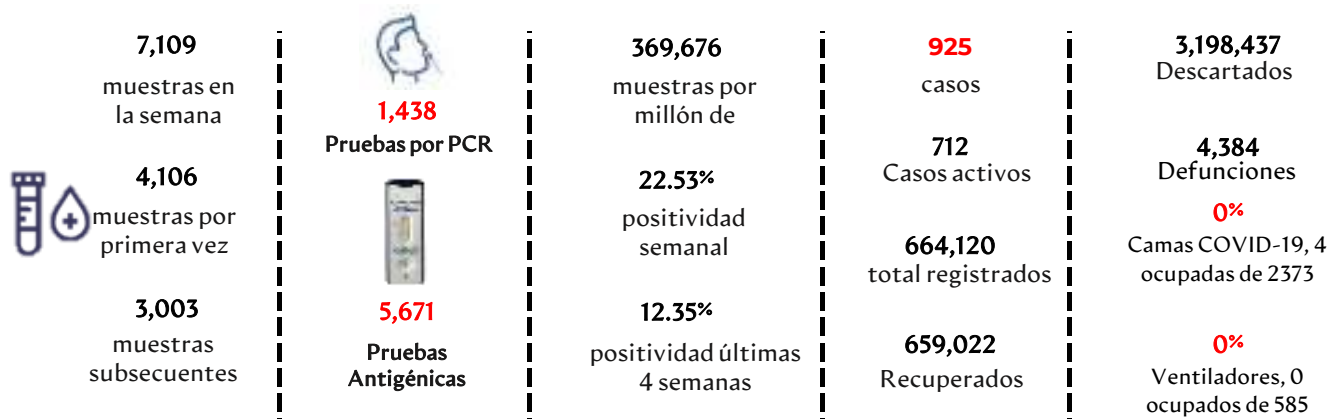 7,109
muestras en
la semana
4,106
muestras por
primera vez
3,003
muestras
subsecuentes
1,438
Pruebas por PCR
5,671
Pruebas
Antigénicas
369,676
muestras por
millón de
22.53%
positividad
semanal
12.35%
positividad últimas
4 semanas
925
casos
712
Casos activos
664,120
total registrados
659,022
Recuperados
3,198,437
Descartados
4,384
Defunciones
0%
Camas COVID-19, 4
ocupadas de 2373
0%
Ventiladores, 0
ocupados de 585